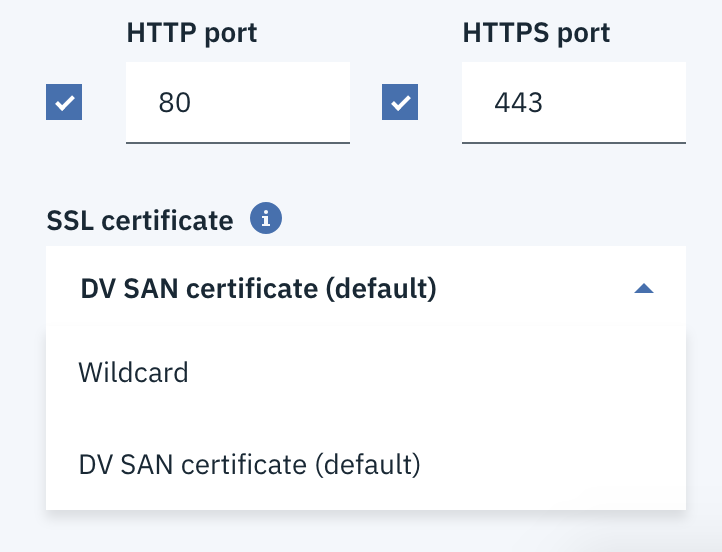 HTTP port
HTTPS port
80
443
SSL certificate
DV SAN certificate (default)
Wildcard
DV SAN certificate (default)